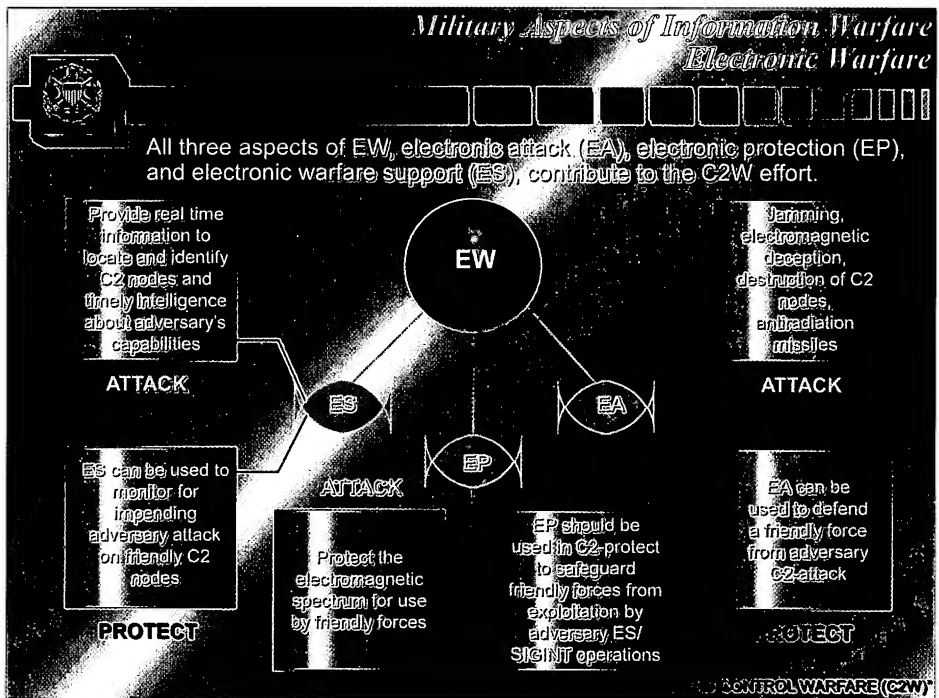 Military Aspects of Information Warfare
Electronic Warfare
All three aspects of EW, electronic attack (EA), electronic protection (EP),
and electronic warfare support (ES), contribute to the C2W effort.
Provide real time
information to
locate and identify
C2 nodes and
timely intelligence
about adversary's
capabilities
ATTACK
EW
Jamming,
electromagnetic
deception,
destruction of C2
nodes,
antiradiation
missiles
ATTACK
ES
EA
EP
ES can be used to
monitor for
impending
adversary attack
on friendly C2
nodes
PROTECT
ATTACK
Protect the
electromagnetic
spectrum for use
by friendly forces
EP should be
used in C2-protect
to safeguard
friendly forces from
exploitation by
adversary ES/
SIGINT operations
EA can be
used to defend
a friendly force
from adversary
C2-attack
PROTECT
CONTROL WARFARE (C2W)"